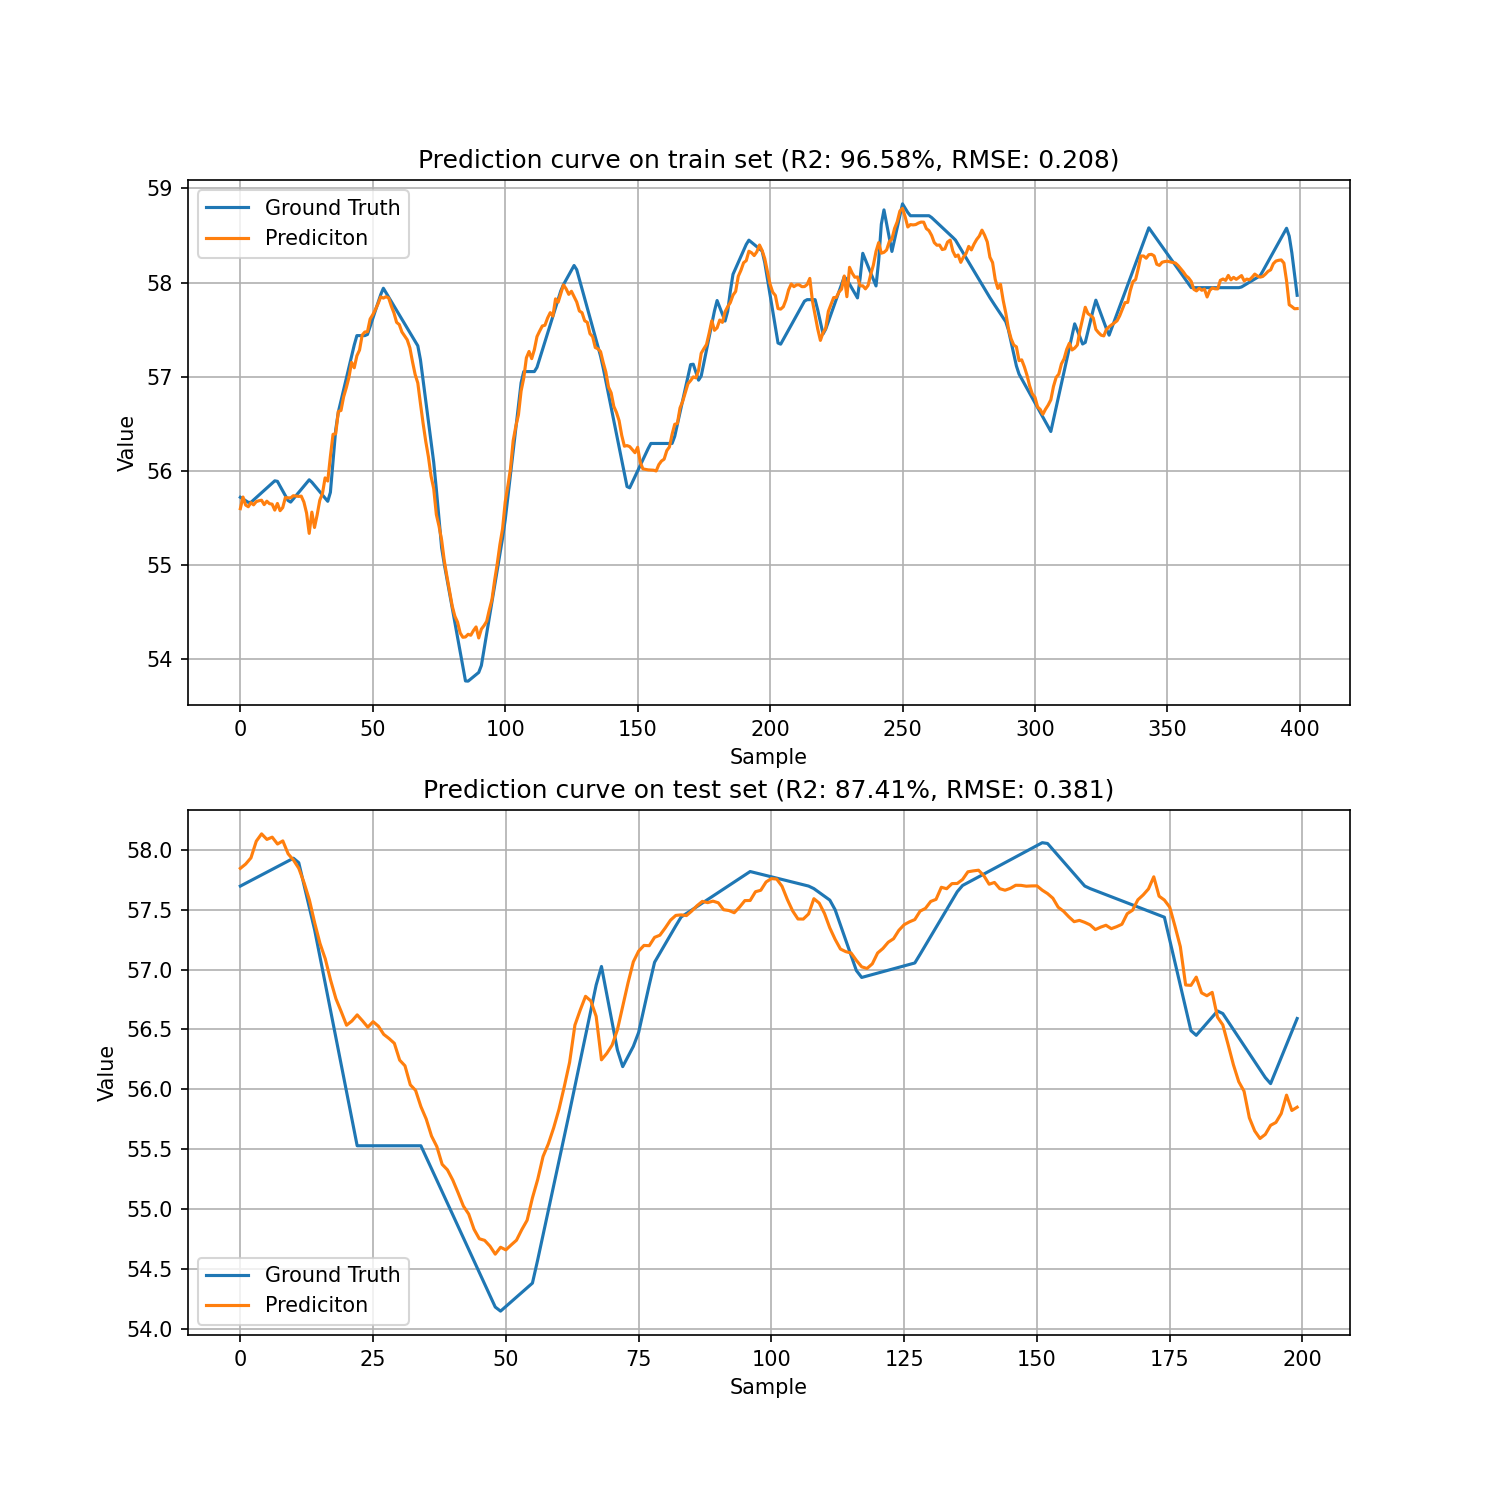 Prediction curve on train set (R2: 96.58%, RMSE: 0.208)
59
58
57
56
55
54
Value
Ground Truth
Prediciton
0 50 100 150 200 250 300 350 400
Sample
Prediction curve on test set (R2: 87.41%, RMSE: 0.381)
58.0
57.5
57.0
56.5
56.0
55.5
55.0
54.5
54.0
Value
Ground Truth
Prediciton
0 25 50 75 100 125 150 175 200
Sample